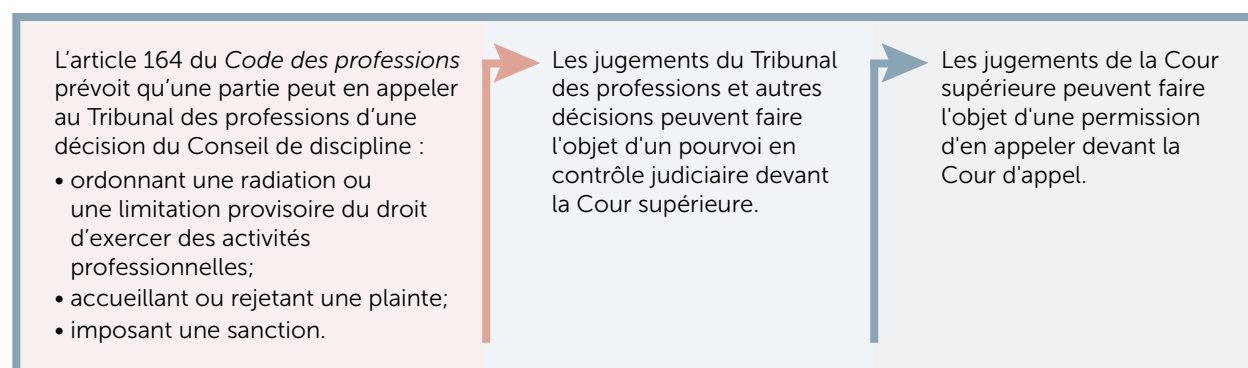 L’article 164 du Code des professions
prévoit qu’une partie peut en appeler
au Tribunal des professions d’une
décision du Conseil de discipline :
• ordonnant une radiation ou
une limitation provisoire du droit
d’exercer des activités
professionnelles;
• accueillant ou rejetant une plainte;
• imposant une sanction.
Les jugements du Tribunal
des professions et autres
décisions peuvent faire
l'objet d'un pourvoi en
contrôle judiciaire devant
la Cour supérieure.
Les jugements de la Cour
supérieure peuvent faire
l'objet d'une permission
d'en appeler devant la
Cour d'appel.